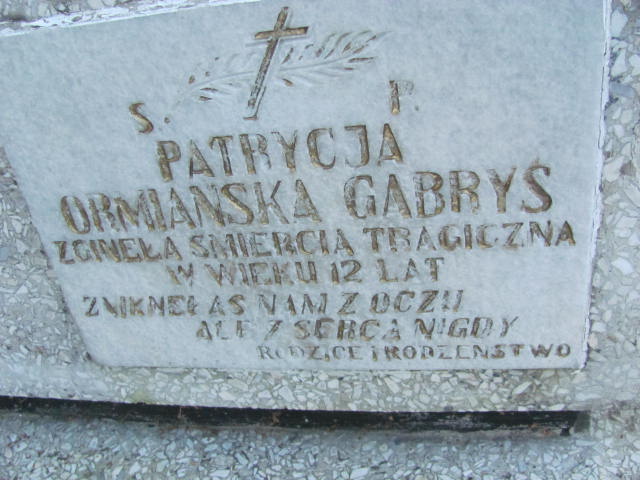 S. P.
PATRYCJA
ORMIAŃSKA GABRYŚ
ZGINEŁA ŚMIERCIĄ TRAGICZNĄ
W WIEKU 12 LAT
ZNIKNEŁAŚ NAM Z OCZU
ALE Z SERCA NIGDY
RODZICE I RODZEŃSTWO